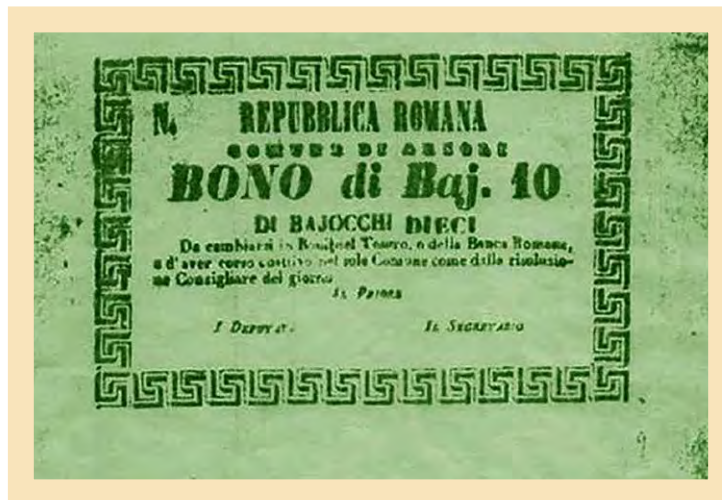 N.
REPUBBLICA ROMANA
COMUNE DI
BONO di Baj. 10
DI BAJOCCHI DIECI
Da cambiarsi in Boni del Tesoro, o della Banca Romana,
e d'aver corso coattivo nel solo Comune come dalla risoluzio-
ne Consigliare del giorno
IL PRIORE
I DEPUTATI
IL SEGRETARIO